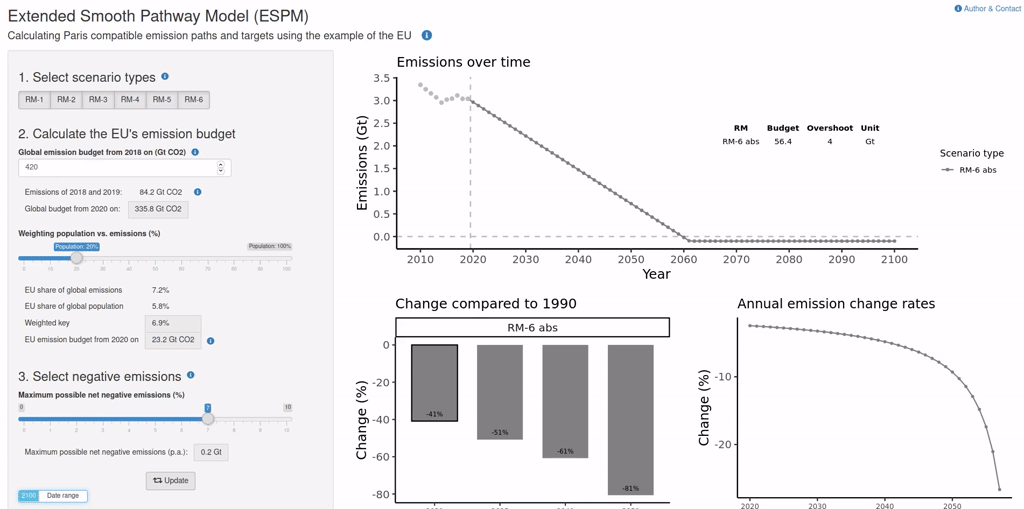 Extended Smooth Pathway Model (ESPM)
Author & Contact
Calculating Paris compatible emission paths and targets using the example of the EU
1. Select scenario types
RM-1 RM-2 RM-3 RM-4 RM-5 RM-6
2. Calculate the EU's emission budget
Global emission budget from 2018 on (Gt CO2)
420
Emissions of 2018 and 2019: 84.2 Gt CO2
Global budget from 2020 on: 335.8 Gt CO2
Weighting population vs. emissions (%)
Population: 20% Population: 100%
0 10 20 30 40 50 60 70 80 90 100
EU share of global emissions 7.2%
EU share of global population 5.8%
Weighted key 6.9%
EU emission budget from 2020 on 23.2 Gt CO2
3. Select negative emissions
Maximum possible net negative emissions (%)
0 7 10
0 1 2 3 4 5 6 7 8 9 10
Maximum possible net negative emissions (p.a.): 0.2 Gt
Update
2100 Date range
Emissions over time
Emissions (Gt)
3.5
3.0
2.5
2.0
1.5
1.0
0.5
0.0
2010 2020 2030 2040 2050 2060 2070 2080 2090 2100
Year
RM Budget Overshoot Unit
RM-6 abs 56.4 4 Gt
Scenario type
RM-6 abs
Change compared to 1990
RM-6 abs
Change (%)
0
-20
-40
-60
-80
-41%
-51%
-61%
-81%
Annual emission change rates
Change (%)
-10
-20
2020 2030 2040 2050